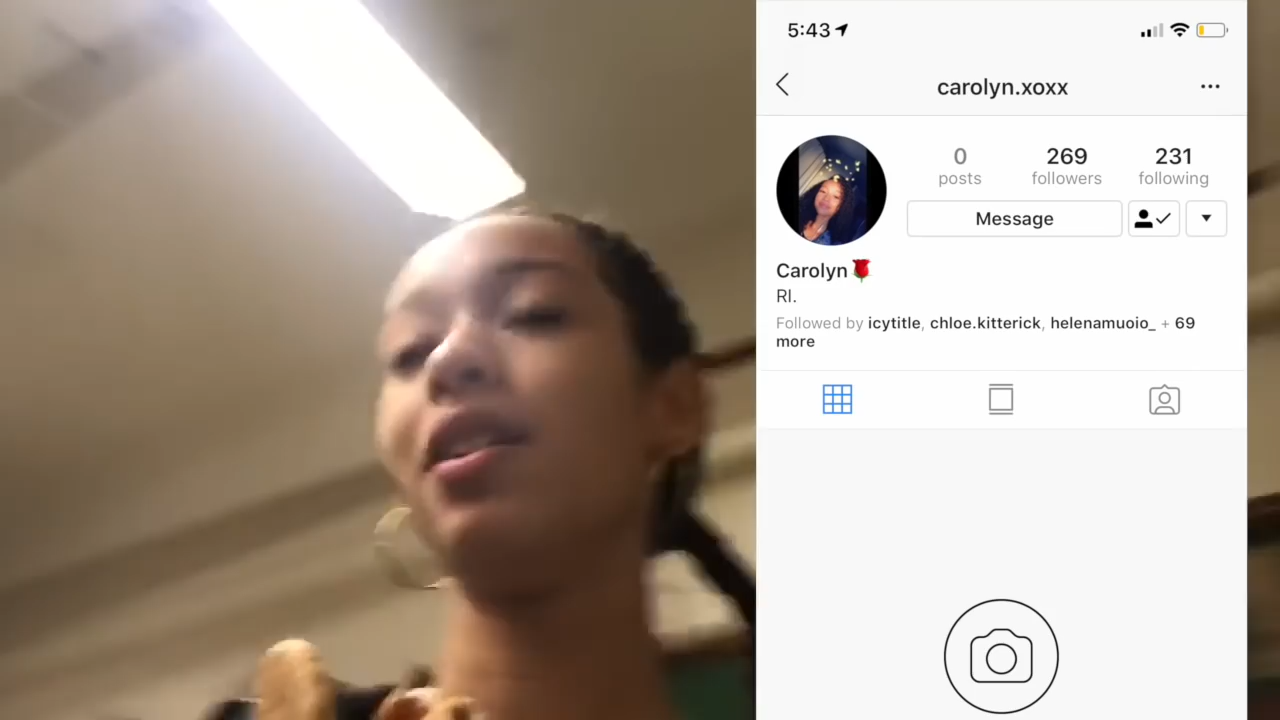 5:43
carolyn.xoxx
0
269
231
posts
followers
following
Message
Carolyn🌹
RI.
Followed by icytitle, chloe.kitterick, helenamuoio_ + 69
more